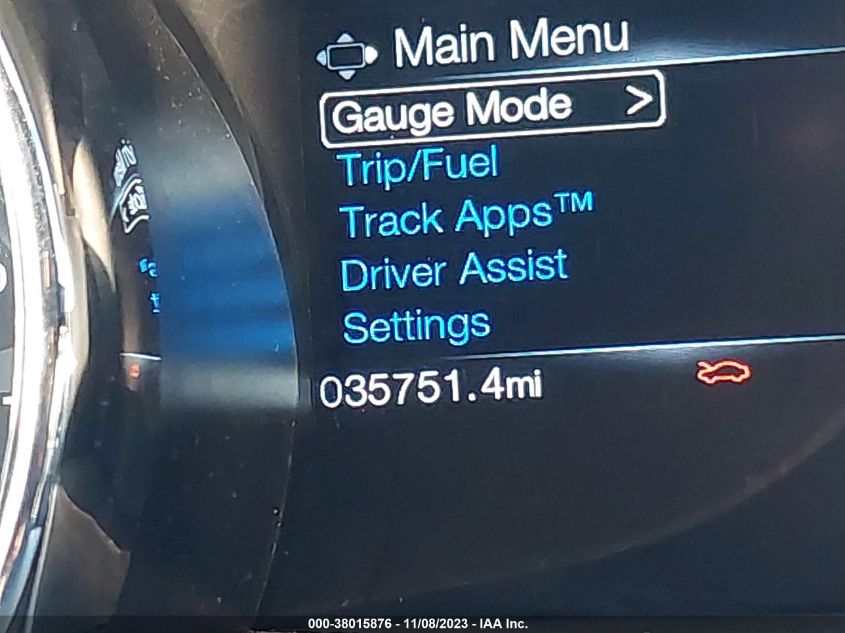 Main Menu
Gauge Mode >
Trip/Fuel
Track Apps™
Driver Assist
Settings
035751.4mi
000-38015876 - 11/08/2023 - IAA Inc.